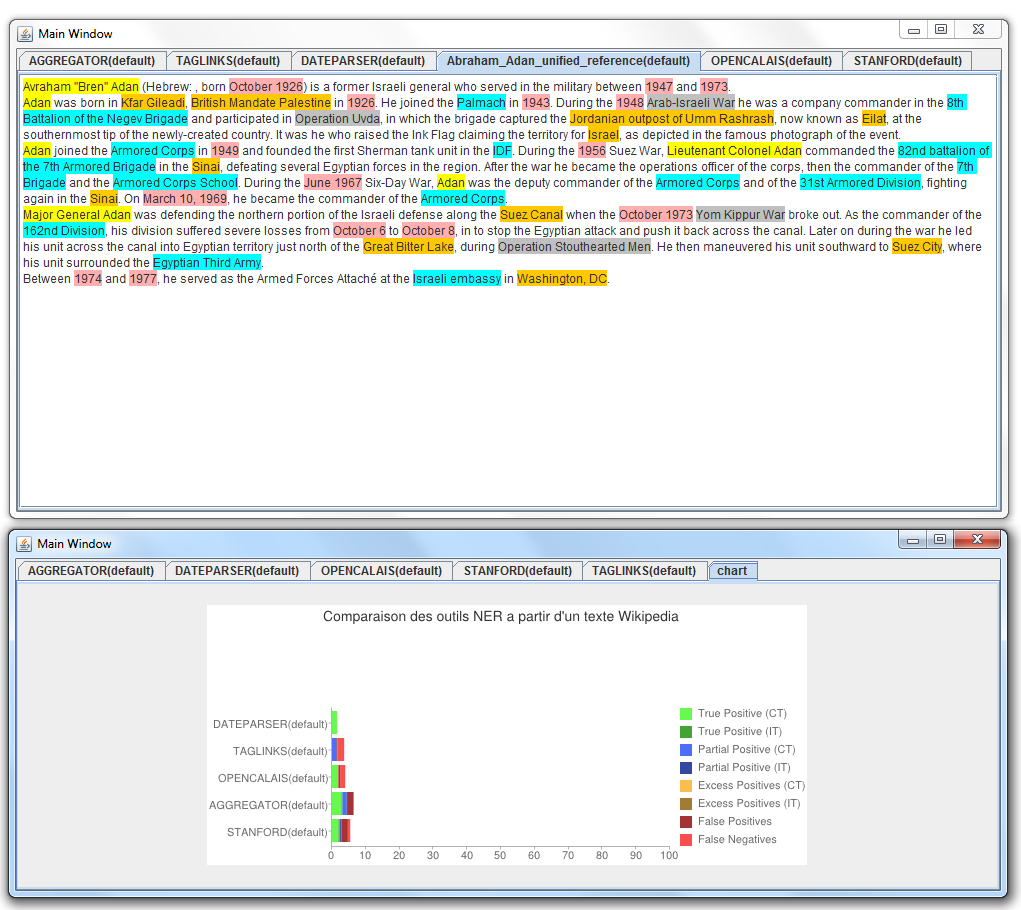 Main Window
AGGREGATOR(default) TAGLINKS(default) DATEPARSER(default) Abraham_Adan_unified_reference(default) OPENCALAIS(default) STANFORD(default)
Avraham "Bren" Adan (Hebrew: , born October 1926) is a former Israeli general who served in the military between 1947 and 1973.
Adan was born in Kfar Gileadi, British Mandate Palestine in 1926. He joined the Palmach in 1943. During the 1948 Arab-Israeli War he was a company commander in the 8th
Battalion of the Negev Brigade and participated in Operation Uvda, in which the brigade captured the Jordanian outpost of Umm Rashrash, now known as Eilat, at the
southernmost tip of the newly-created country. It was he who raised the Ink Flag claiming the territory for Israel, as depicted in the famous photograph of the event.
Adan joined the Armored Corps in 1949 and founded the first Sherman tank unit in the IDF. During the 1956 Suez War, Lieutenant Colonel Adan commanded the 82nd battalion of
the 7th Armored Brigade in the Sinai, defeating several Egyptian forces in the region. After the war he became the operations officer of the corps, then the commander of the 7th
Brigade and the Armored Corps School. During the June 1967 Six-Day War, Adan was the deputy commander of the Armored Corps and of the 31st Armored Division, fighting
again in the Sinai. On March 10, 1969, he became the commander of the Armored Corps.
Major General Adan was defending the northern portion of the Israeli defense along the Suez Canal when the October 1973 Yom Kippur War broke out. As the commander of the
162nd Division, his division suffered severe losses from October 6 to October 8, in to stop the Egyptian attack and push it back across the canal. Later on during the war he led
his unit across the canal into Egyptian territory just north of the Great Bitter Lake, during Operation Stouthearted Men. He then maneuvered his unit southward to Suez City, where
his unit surrounded the Egyptian Third Army.
Between 1974 and 1977, he served as the Armed Forces Attaché at the Israeli embassy in Washington, DC.
Main Window
AGGREGATOR(default) DATEPARSER(default) OPENCALAIS(default) STANFORD(default) TAGLINKS(default) chart
Comparaison des outils NER a partir d'un texte Wikipedia
DATEPARSER(default)
TAGLINKS(default)
OPENCALAIS(default)
AGGREGATOR(default)
STANFORD(default)
0 10 20 30 40 50 60 70 80 90 100
True Positive (CT)
True Positive (IT)
Partial Positive (CT)
Partial Positive (IT)
Excess Positives (CT)
Excess Positives (IT)
False Positives
False Negatives